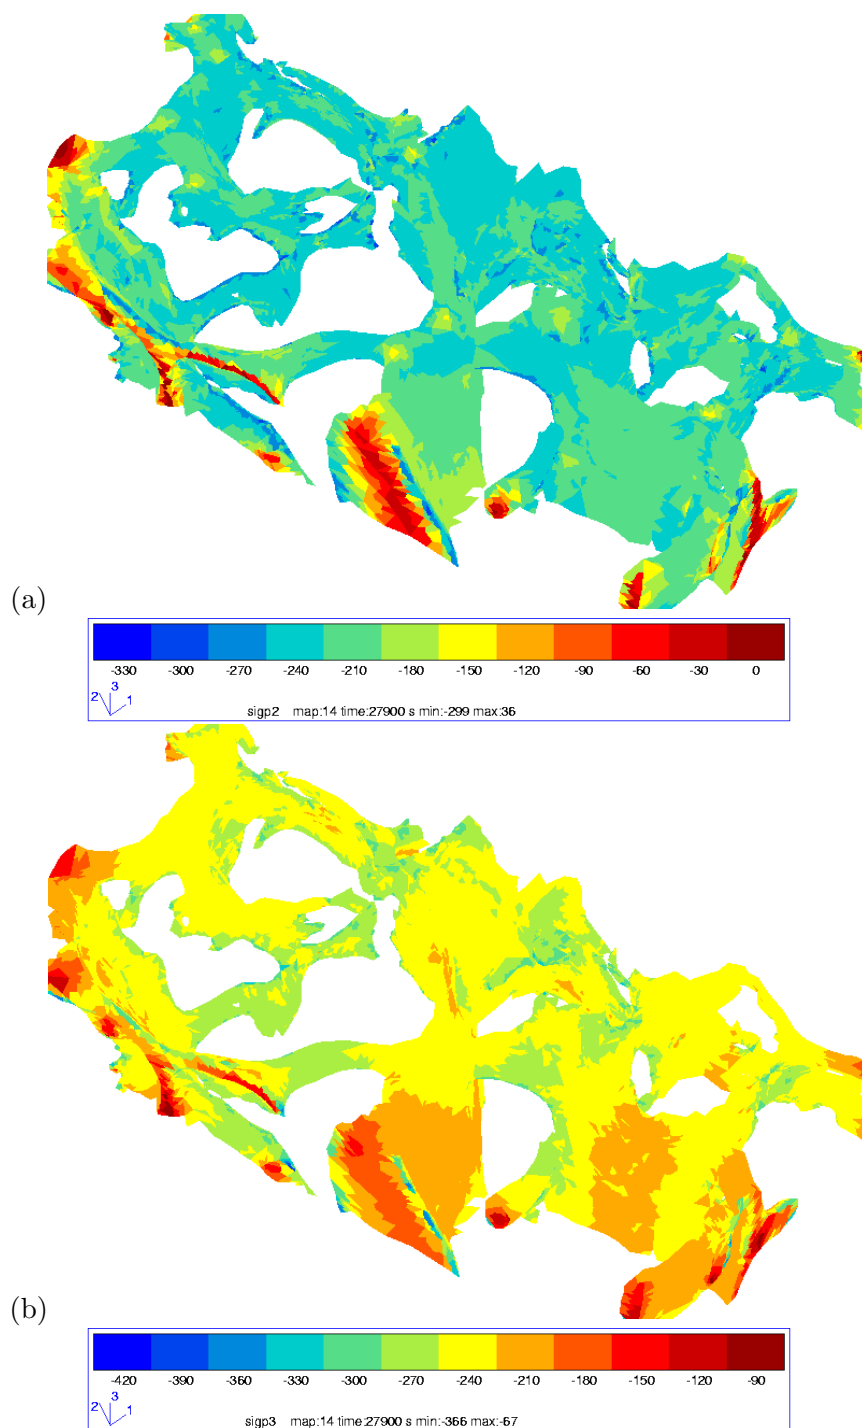 (a)
-330 -300 -270 -240 -210 -180 -150 -120 -90 -60 -30 0
2 3 1
sigp2 map:14 time:27900 s min:-299 max:36
(b)
-420 -390 -360 -330 -300 -270 -240 -210 -180 -150 -120 -90
2 3 1
sigp3 map:14 time:27900 s min:-366 max:-67